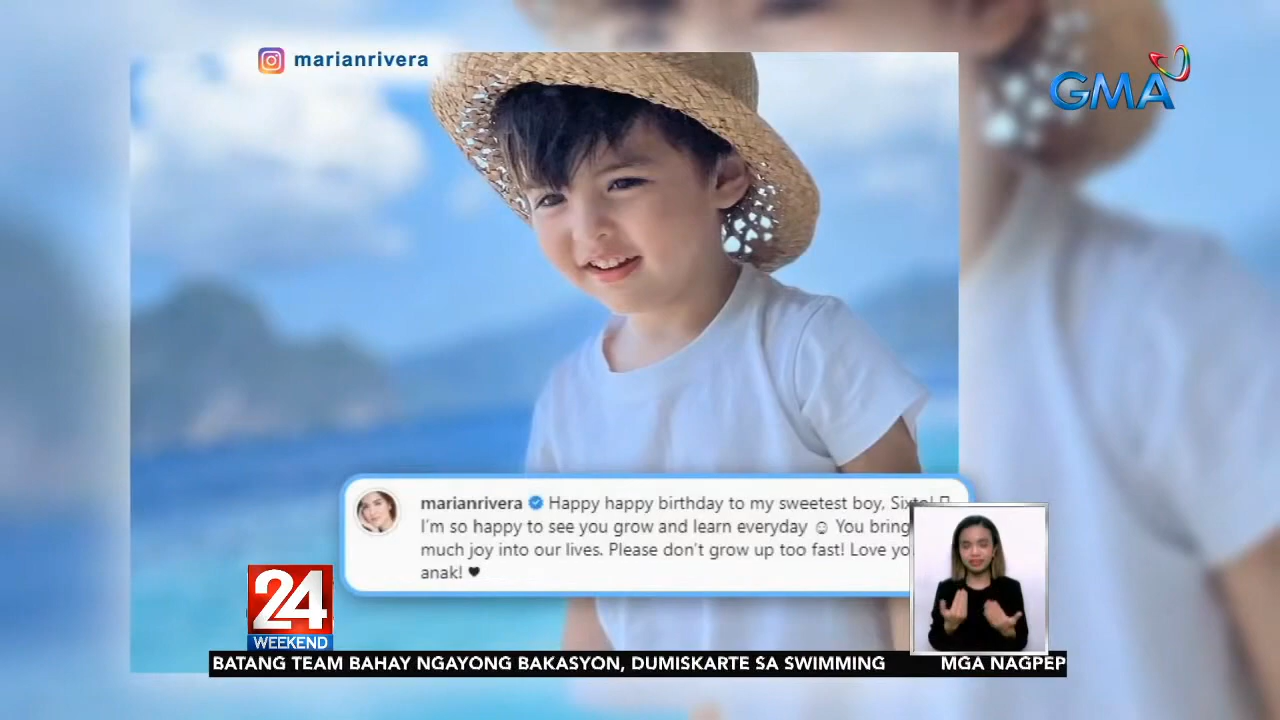 marianrivera
GMA
marianrivera Happy happy birthday to my sweetest boy, Sixto!
I'm so happy to see you grow and learn everyday ☺ You bring
much joy into our lives. Please don't grow up too fast! Love
anak! ♥
24
WEEKEND
BATANG TEAM BAHAY NGAYONG BAKASYON, DUMISKARTE SA SWIMMING MGA